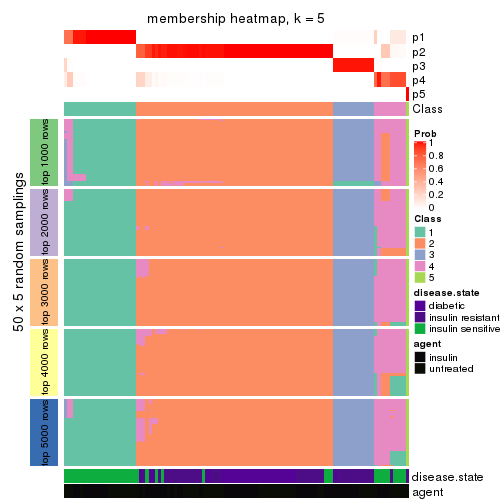 membership heatmap, k = 5
p1
p2
p3
p4
p5
Class
50 x 5 random samplings
top 1000 rows
top 2000 rows
top 3000 rows
top 4000 rows
top 5000 rows
Prob
1
0.8
0.6
0.4
0.2
0
Class
1
2
3
4
5
disease.state
diabetic
insulin resistant
insulin sensitive
agent
insulin
untreated
disease.state
agent